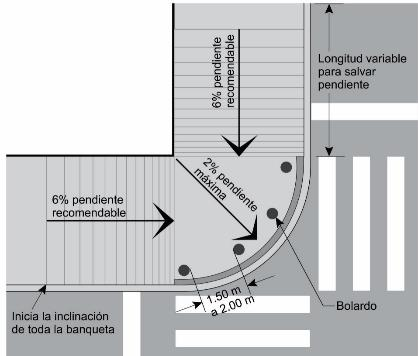 6% pendiente
recomendable
Longitud variable
para salvar
pendiente
2% pendiente
máxima
6% pendiente
recomendable
1.50 m
a 2.00 m
Bolardo
Inicia la inclinación
de toda la banqueta